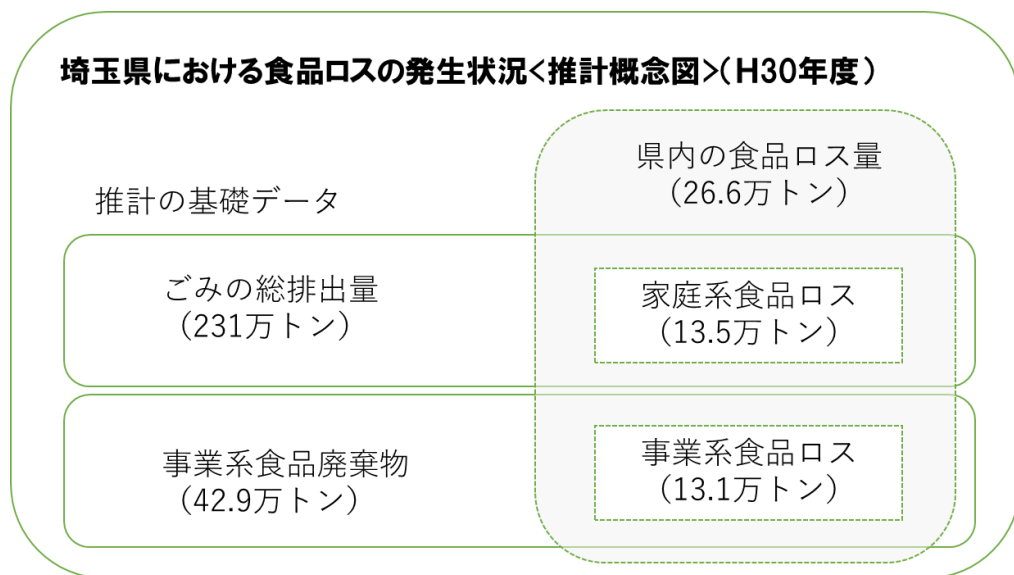 埼玉県における食品ロスの発生状況<推計概念図>(H30年度)
県内の食品ロス量
(26.6万トン)
推計の基礎データ
ごみの総排出量
(231万トン)
家庭系食品ロス
(13.5万トン)
事業系食品廃棄物
(42.9万トン)
事業系食品ロス
(13.1万トン)